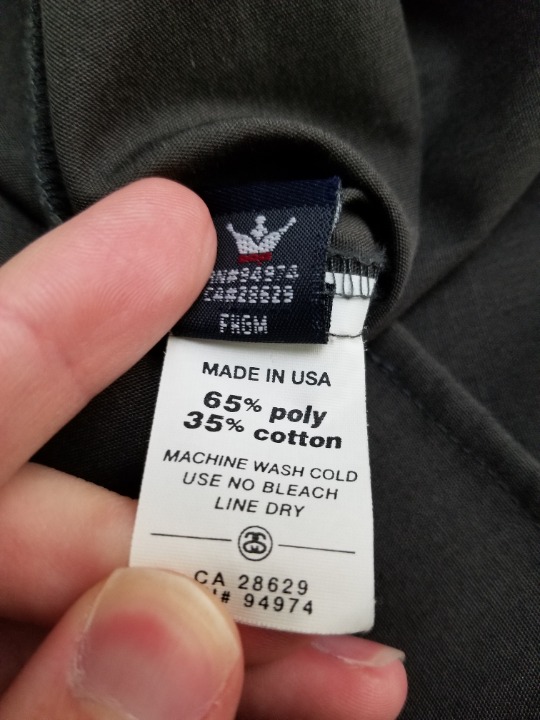 RN#94974
CA#28629
FHGM
MADE IN USA
65% poly
35% cotton
MACHINE WASH COLD
USE NO BLEACH
LINE DRY
CA 28629
# 94974